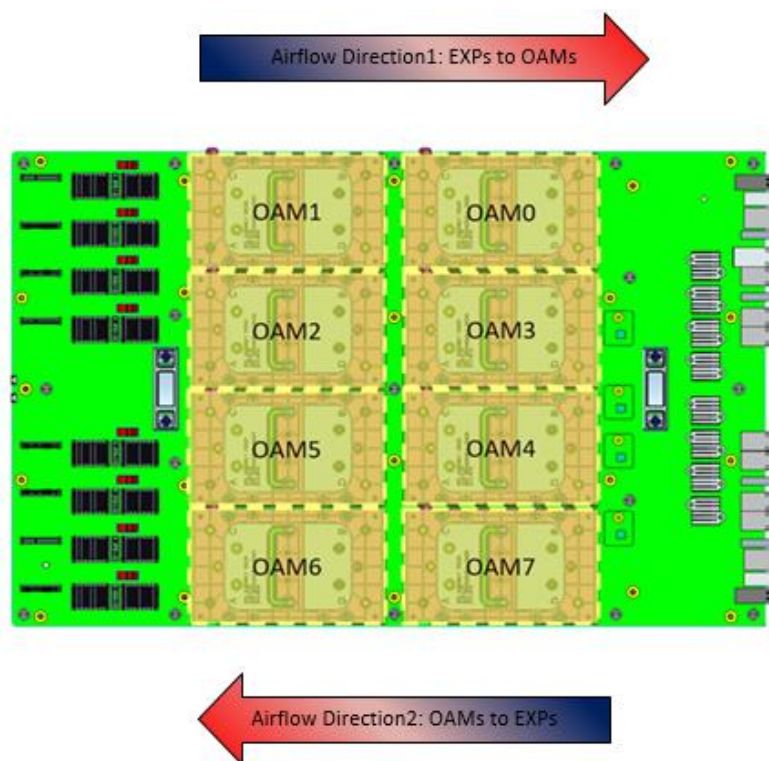 Airflow Direction1: EXPs to OAMs
OAM1
OAM0
OAM2
OAM3
OAM5
OAM4
OAM6
OAM7
Airflow Direction2: OAMs to EXPs